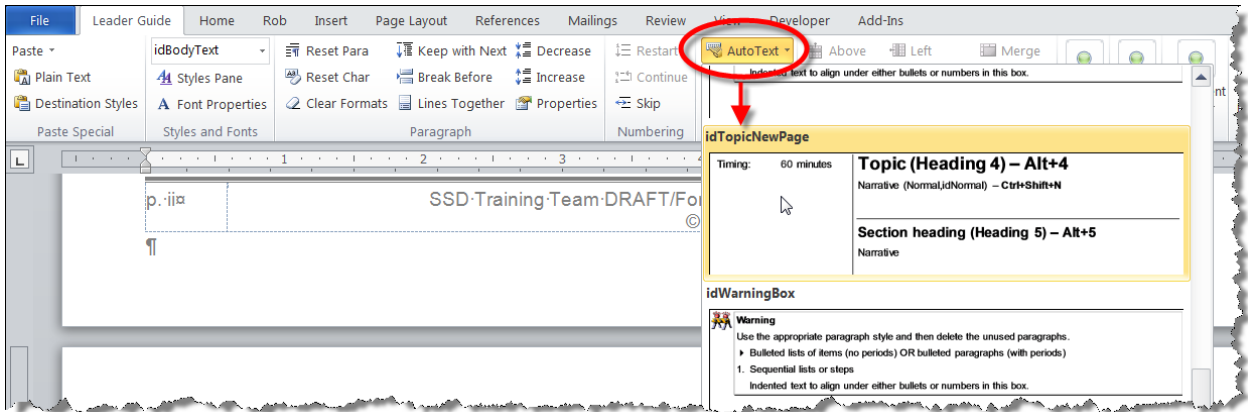 File Leader Guide Home Rob Insert Page Layout References Mailings Review View Developer Add-Ins
Paste idBodyText Reset Para Keep with Next Decrease Restart AutoText Above Left Merge
Plain Text Styles Pane Reset Char Break Before Increase Continue
Destination Styles Font Properties Clear Formats Lines Together Properties Skip
Paste Special Styles and Fonts Paragraph Numbering
Indented text to align under either bullets or numbers in this box.
nt
idTopicNewPage
L 1 2 3 4
Timing: 60 minutes Topic (Heading 4) – Alt+4
Narrative (Normal,idNormal) – Ctrl+Shift+N
p.·ii¤ SSD·Training·Team·DRAFT/For
©
Section heading (Heading 5) – Alt+5
¶
Narrative
idWarningBox
Warning
Use the appropriate paragraph style and then delete the unused paragraphs.
Bulleted lists of items (no periods) OR bulleted paragraphs (with periods)
1. Sequential lists or steps
Indented text to align under either bullets or numbers in this box.